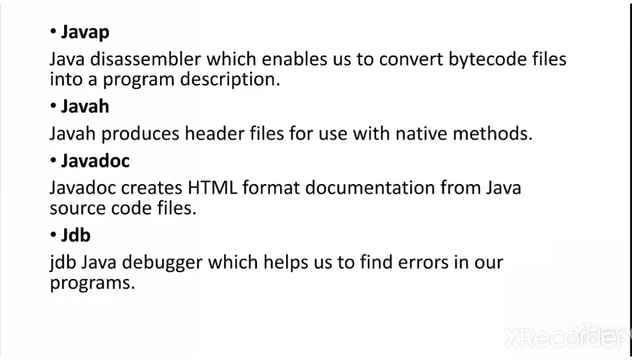 • Javap
Java disassembler which enables us to convert bytecode files
into a program description.
• Javah
Javah produces header files for use with native methods.
• Javadoc
Javadoc creates HTML format documentation from Java
source code files.
• Jdb
jdb Java debugger which helps us to find errors in our
programs.
XRecorder